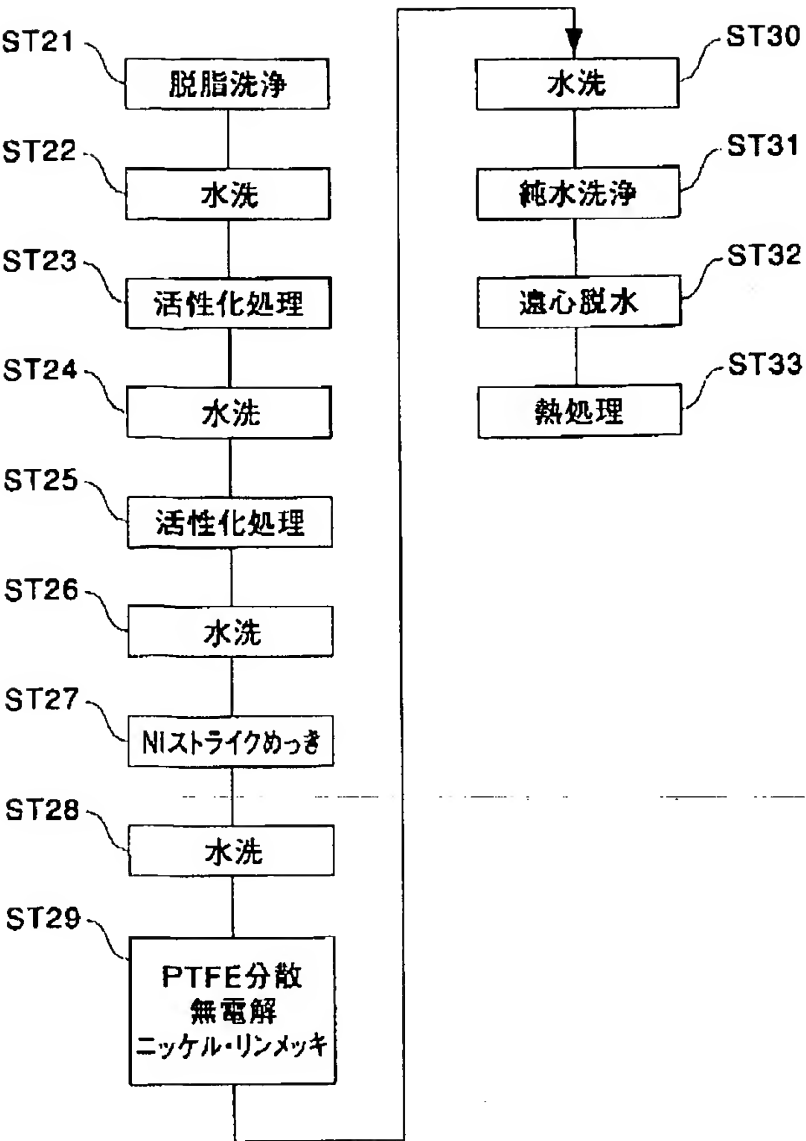 ST21
脱脂洗浄
ST22
水洗
ST23
活性化処理
ST24
水洗
ST25
活性化処理
ST26
水洗
ST27
NIストライクめっき
ST28
水洗
ST29
PTFE分散
無電解
ニッケル・リンメッキ
ST30
水洗
ST31
純水洗浄
ST32
遠心脱水
ST33
熱処理